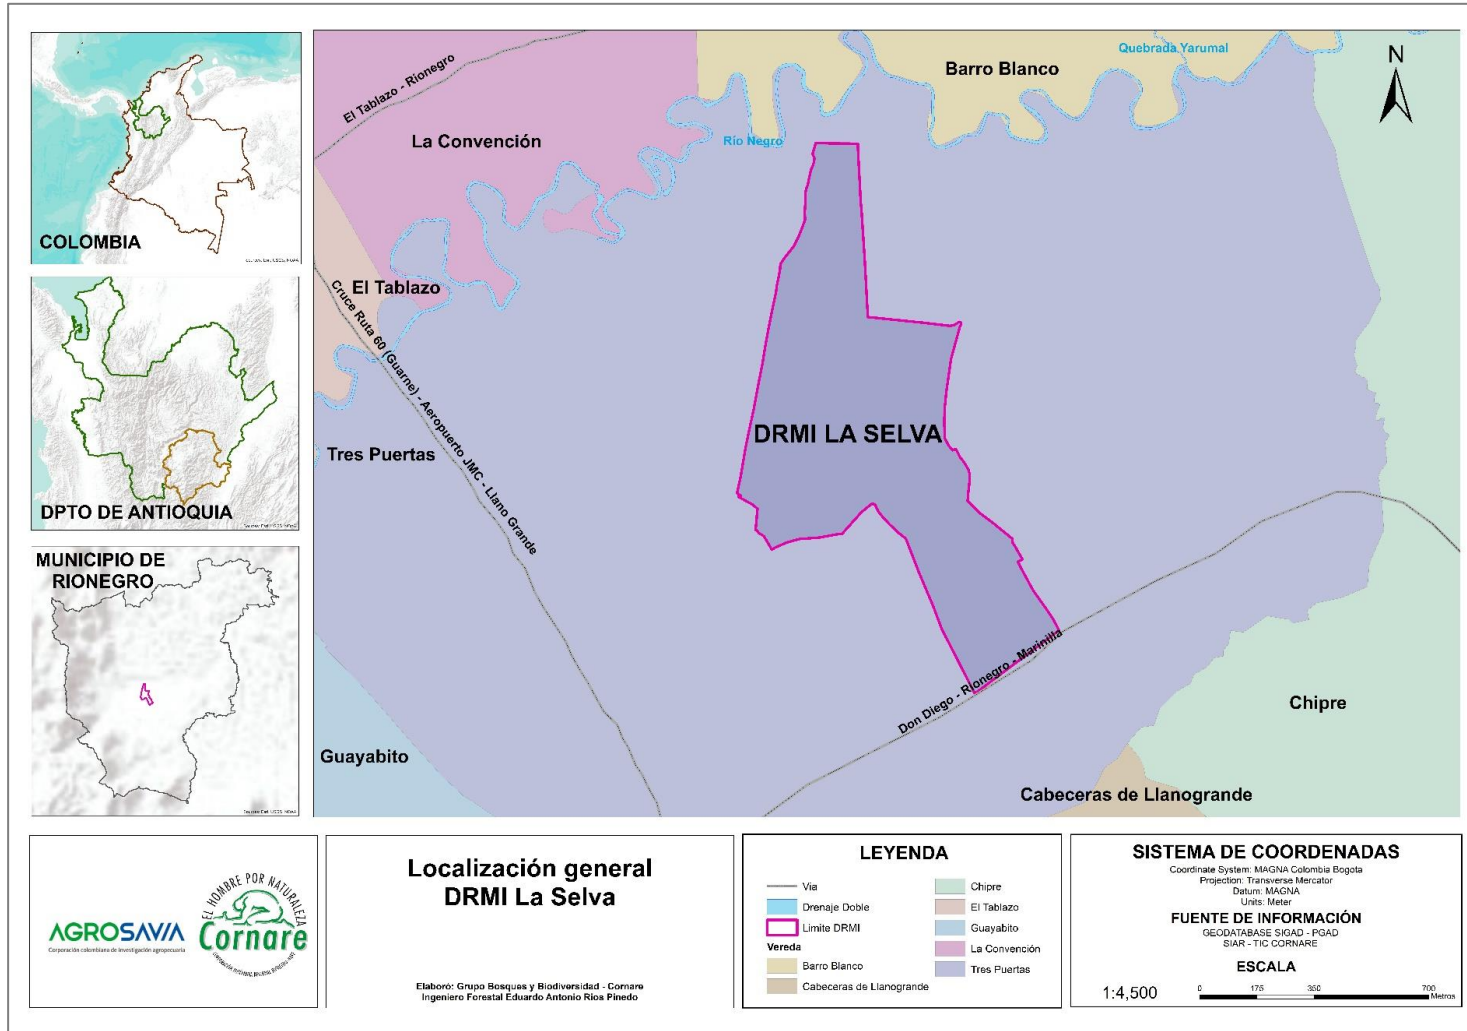 COLOMBIA
DPTO DE ANTIOQUIA
MUNICIPIO DE
RIONEGRO
El Tablazo - Rionegro
La Convención
Barro Blanco
Quebrada Yarumal
Río Negro
N
El Tablazo
Cruce Ruta 60 (Guarne) - Aeropuerto JMC - Llano Grande
Tres Puertas
DRMI LA SELVA
Don Diego - Rionegro - Marinilla
Chipre
Guayabito
Cabeceras de Llanogrande
AGROSAVIA
Corporación colombiana de investigación agropecuaria
EL HOMBRE POR NATURALEZA
Cornare
Localización general
DRMI La Selva
Elaboró: Grupo Bosques y Biodiversidad - Cornare
Ingeniero Forestal Eduardo Antonio Rios Pinedo
LEYENDA
Via
Drenaje Doble
Limite DRMI
Vereda
Barro Blanco
Cabeceras de Llanogrande
Chipre
El Tablazo
Guayabito
La Convención
Tres Puertas
SISTEMA DE COORDENADAS
Coordinate System: MAGNA Colombia Bogota
Projection: Transverse Mercator
Datum: MAGNA
Units: Meter
FUENTE DE INFORMACIÓN
GEODATABASE SIGAD - PGAD
SIAR - TIC CORNARE
ESCALA
1:4,500
0 175 350 700
Metros